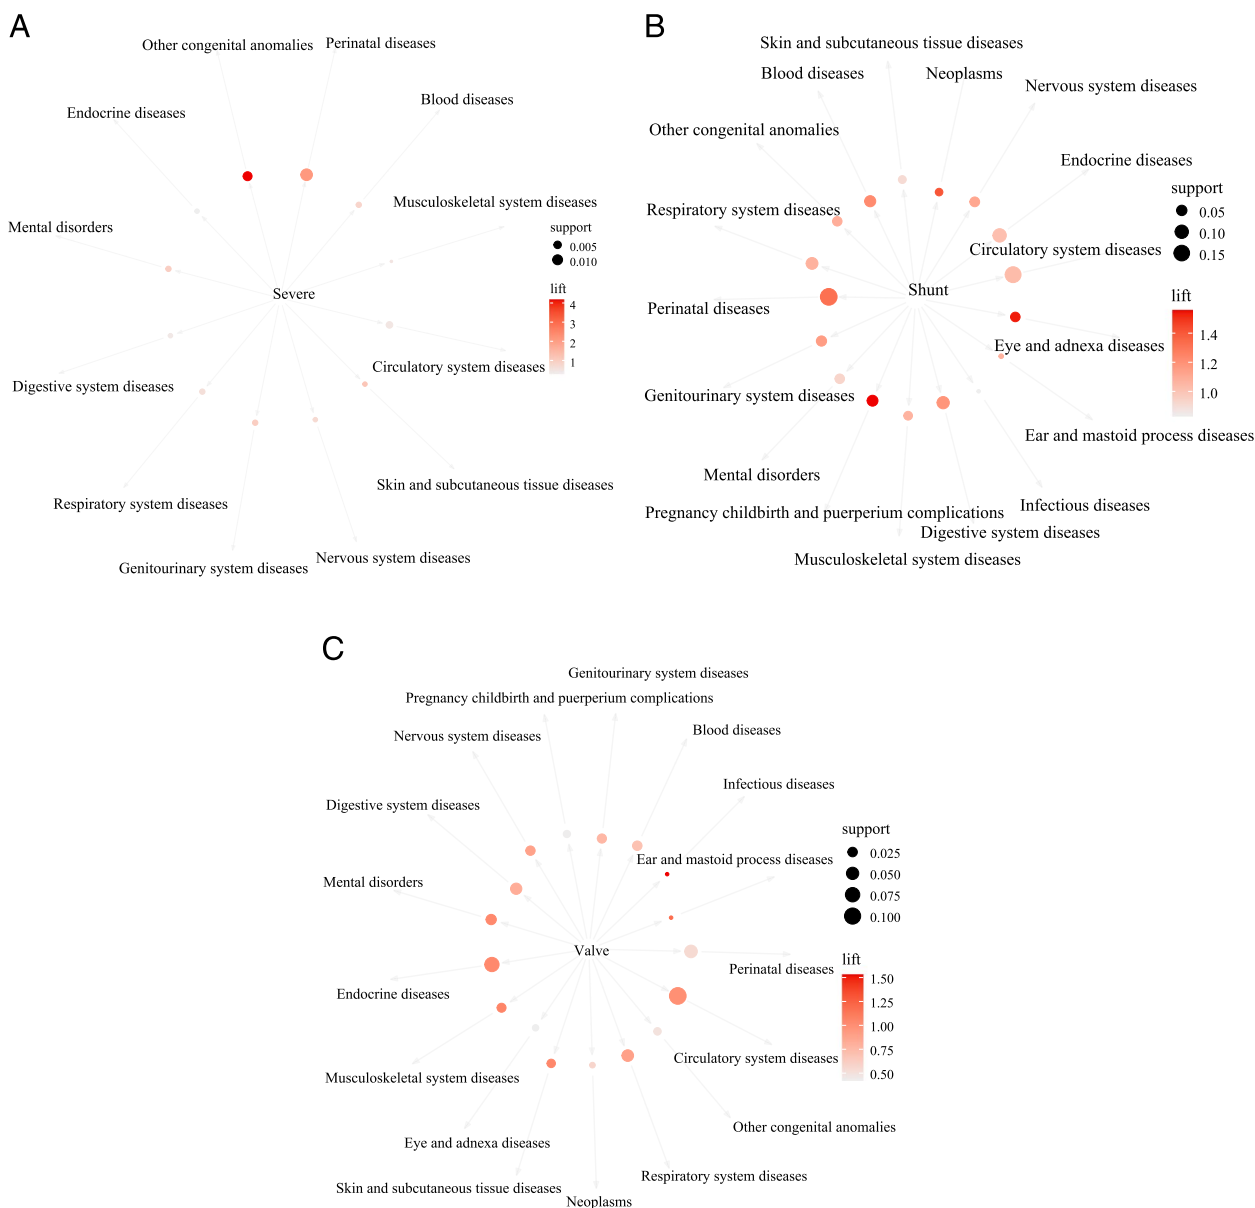 A
Other congenital anomalies
Perinatal diseases
Endocrine diseases
Blood diseases
Mental disorders
Musculoskeletal system diseases
Severe
Digestive system diseases
Circulatory system diseases
Respiratory system diseases
Skin and subcutaneous tissue diseases
Genitourinary system diseases
Nervous system diseases
support
0.005
0.010
lift
4
3
2
1
B
Skin and subcutaneous tissue diseases
Blood diseases
Neoplasms
Nervous system diseases
Other congenital anomalies
Endocrine diseases
Respiratory system diseases
Circulatory system diseases
Shunt
Perinatal diseases
Eye and adnexa diseases
Genitourinary system diseases
Ear and mastoid process diseases
Mental disorders
Pregnancy childbirth and puerperium complications
Infectious diseases
Digestive system diseases
Musculoskeletal system diseases
support
0.05
0.10
0.15
lift
1.4
1.2
1.0
C
Genitourinary system diseases
Pregnancy childbirth and puerperium complications
Nervous system diseases
Blood diseases
Infectious diseases
Digestive system diseases
Ear and mastoid process diseases
Mental disorders
Valve
Perinatal diseases
Endocrine diseases
Circulatory system diseases
Musculoskeletal system diseases
Other congenital anomalies
Eye and adnexa diseases
Respiratory system diseases
Skin and subcutaneous tissue diseases
Neoplasms
support
0.025
0.050
0.075
0.100
lift
1.50
1.25
1.00
0.75
0.50